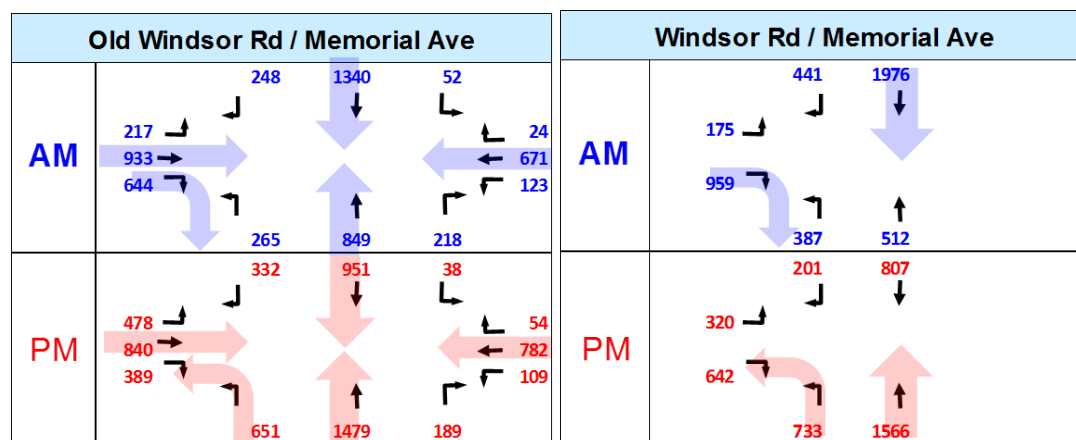 Old Windsor Rd / Memorial Ave
AM
248 1340 52
217 24
933 671
644 123
265 849 218
PM
332 951 38
478 54
840 782
389 109
651 1479 189
Windsor Rd / Memorial Ave
AM
441 1976
175
959
387 512
PM
201 807
320
642
733 1566